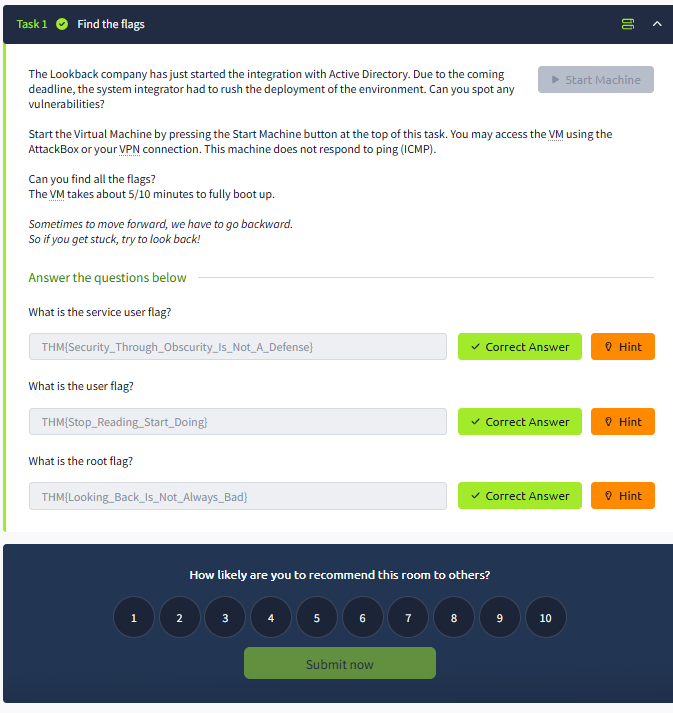 Task 1 Find the flags
The Lookback company has just started the integration with Active Directory. Due to the coming
deadline, the system integrator had to rush the deployment of the environment. Can you spot any
vulnerabilities?
Start Machine
Start the Virtual Machine by pressing the Start Machine button at the top of this task. You may access the VM using the
AttackBox or your VPN connection. This machine does not respond to ping (ICMP).
Can you find all the flags?
The VM takes about 5/10 minutes to fully boot up.
Sometimes to move forward, we have to go backward.
So if you get stuck, try to look back!
Answer the questions below
What is the service user flag?
THM{Security_Through_Obscurity_Is_Not_A_Defense} Correct Answer Hint
What is the user flag?
THM{Stop_Reading_Start_Doing} Correct Answer Hint
What is the root flag?
THM{Looking_Back_Is_Not_Always_Bad} Correct Answer Hint
How likely are you to recommend this room to others?
1 2 3 4 5 6 7 8 9 10
Submit now